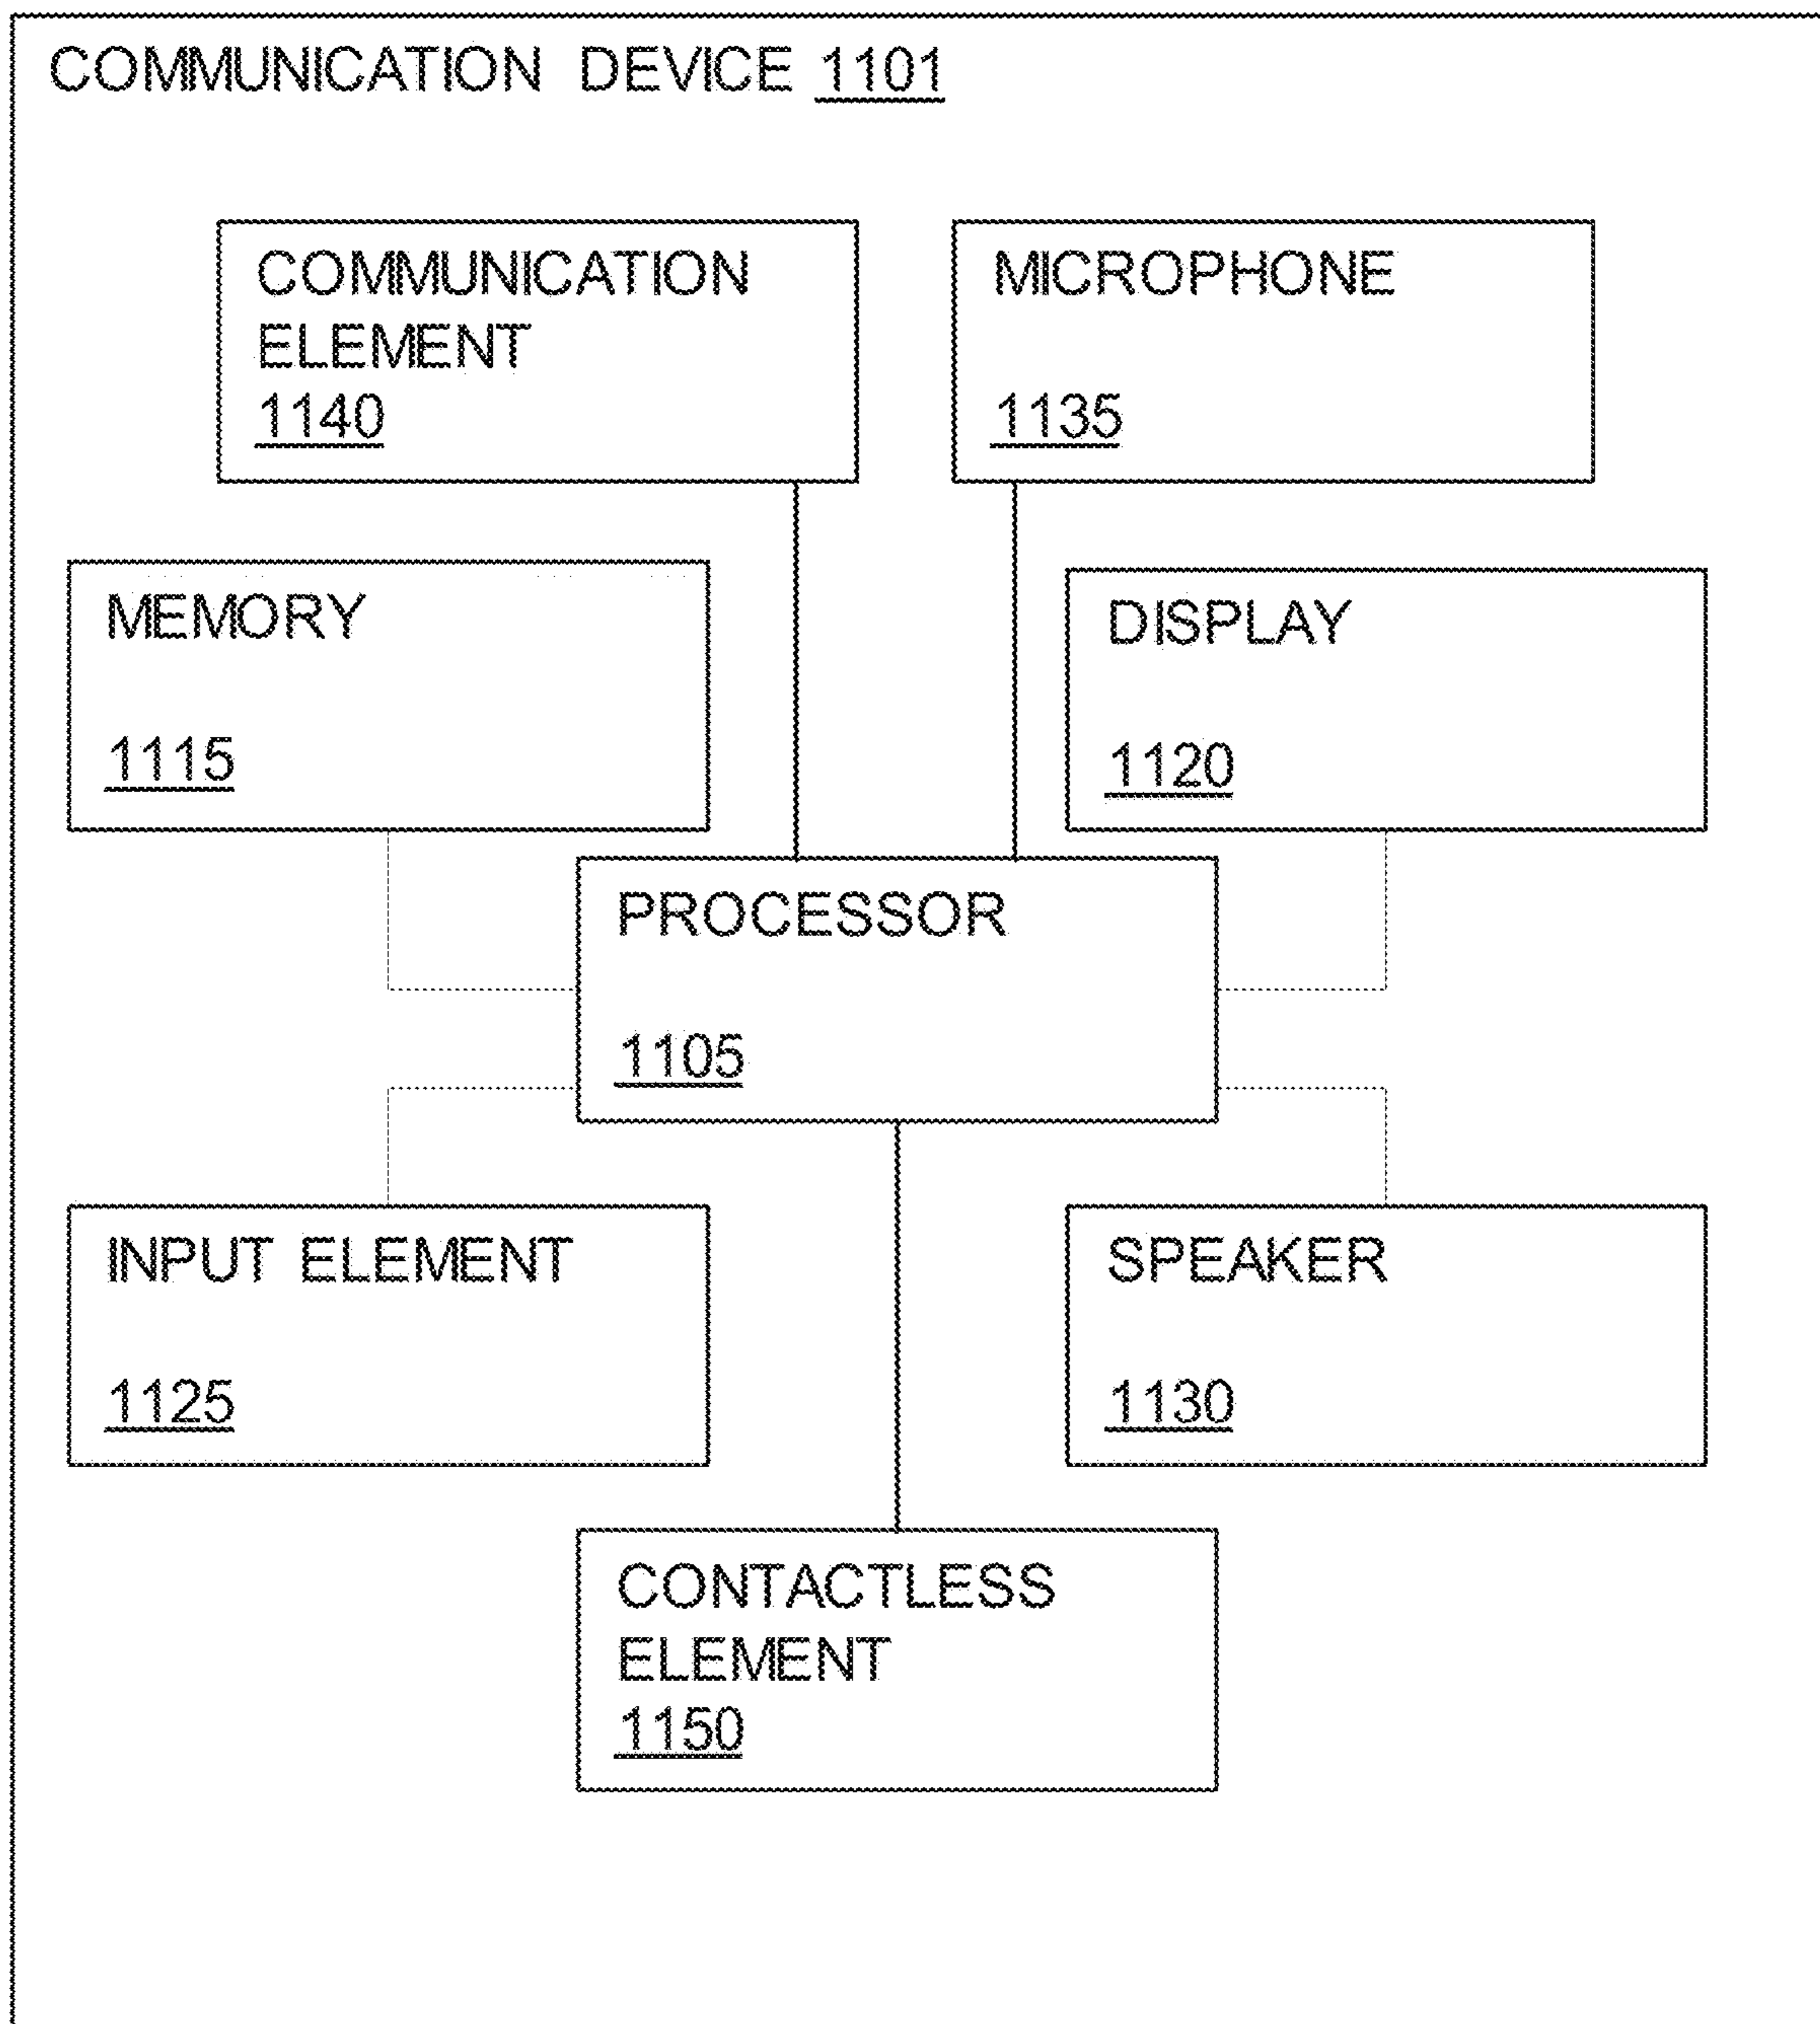 COMMUNICATION DEVICE 1101
COMMUNICATION
ELEMENT
1140
MICROPHONE
1135
MEMORY
1115
DISPLAY
1120
PROCESSOR
1105
INPUT ELEMENT
1125
SPEAKER
1130
CONTACTLESS
ELEMENT
1150